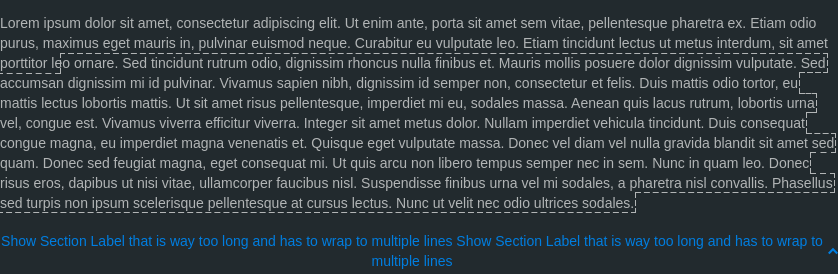 Lorem ipsum dolor sit amet, consectetur adipiscing elit. Ut enim ante, porta sit amet sem vitae, pellentesque pharetra ex. Etiam odio
purus, maximus eget mauris in, pulvinar euismod neque. Curabitur eu vulputate leo. Etiam tincidunt lectus ut metus interdum, sit amet
porttitor leo ornare. Sed tincidunt rutrum odio, dignissim rhoncus nulla finibus et. Mauris mollis posuere dolor dignissim vulputate. Sed
accumsan dignissim mi id pulvinar. Vivamus sapien nibh, dignissim id semper non, consectetur et felis. Duis mattis odio tortor, eu
mattis lectus lobortis mattis. Ut sit amet risus pellentesque, imperdiet mi eu, sodales massa. Aenean quis lacus rutrum, lobortis urna
vel, congue est. Vivamus viverra efficitur viverra. Integer sit amet metus dolor. Nullam imperdiet vehicula tincidunt. Duis consequat
congue magna, eu imperdiet magna venenatis et. Quisque eget vulputate massa. Donec vel diam vel nulla gravida blandit sit amet sed
quam. Donec sed feugiat magna, eget consequat mi. Ut quis arcu non libero tempus semper nec in sem. Nunc in quam leo. Donec
risus eros, dapibus ut nisi vitae, ullamcorper faucibus nisl. Suspendisse finibus urna vel mi sodales, a pharetra nisl convallis. Phasellus
sed turpis non ipsum scelerisque pellentesque at cursus lectus. Nunc ut velit nec odio ultrices sodales.
Show Section Label that is way too long and has to wrap to multiple lines Show Section Label that is way too long and has to wrap to
multiple lines